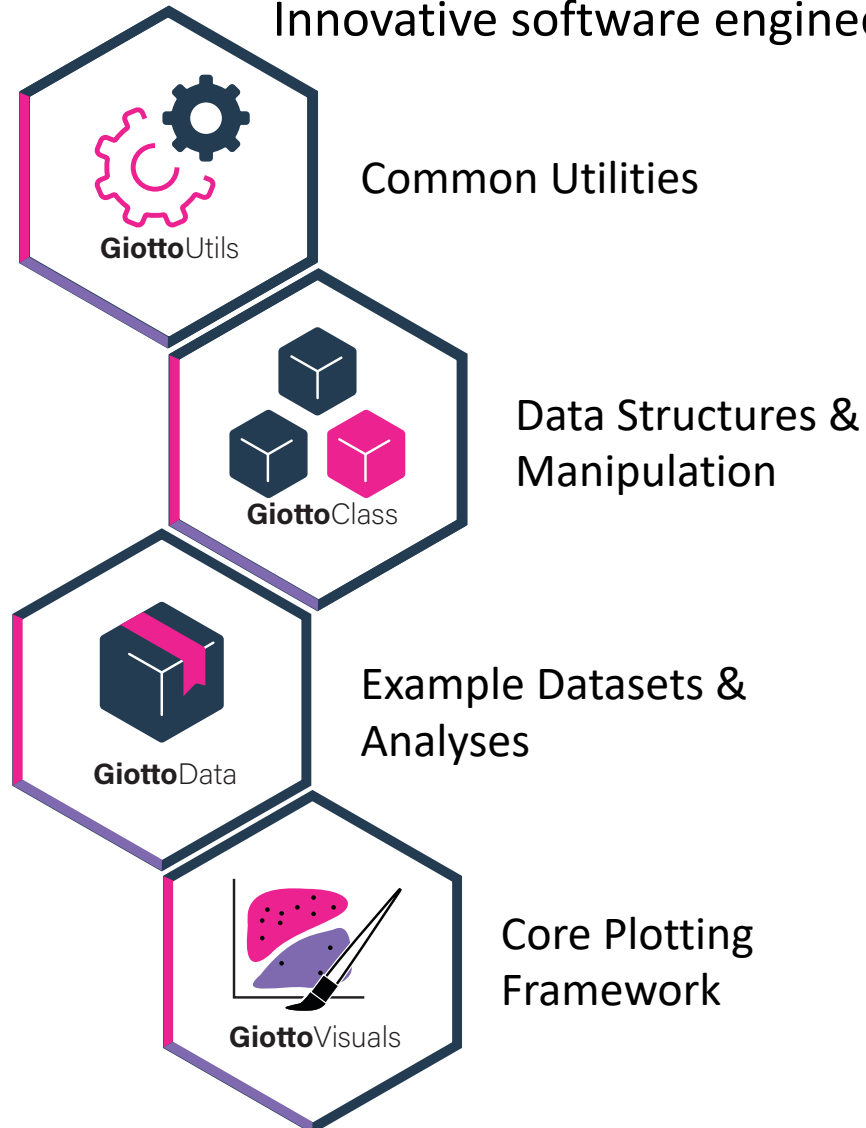 Innovative software enginee
GiottoUtils
Common Utilities
GiottoClass
Data Structures &
Manipulation
GiottoData
Example Datasets &
Analyses
GiottoVisuals
Core Plotting
Framework